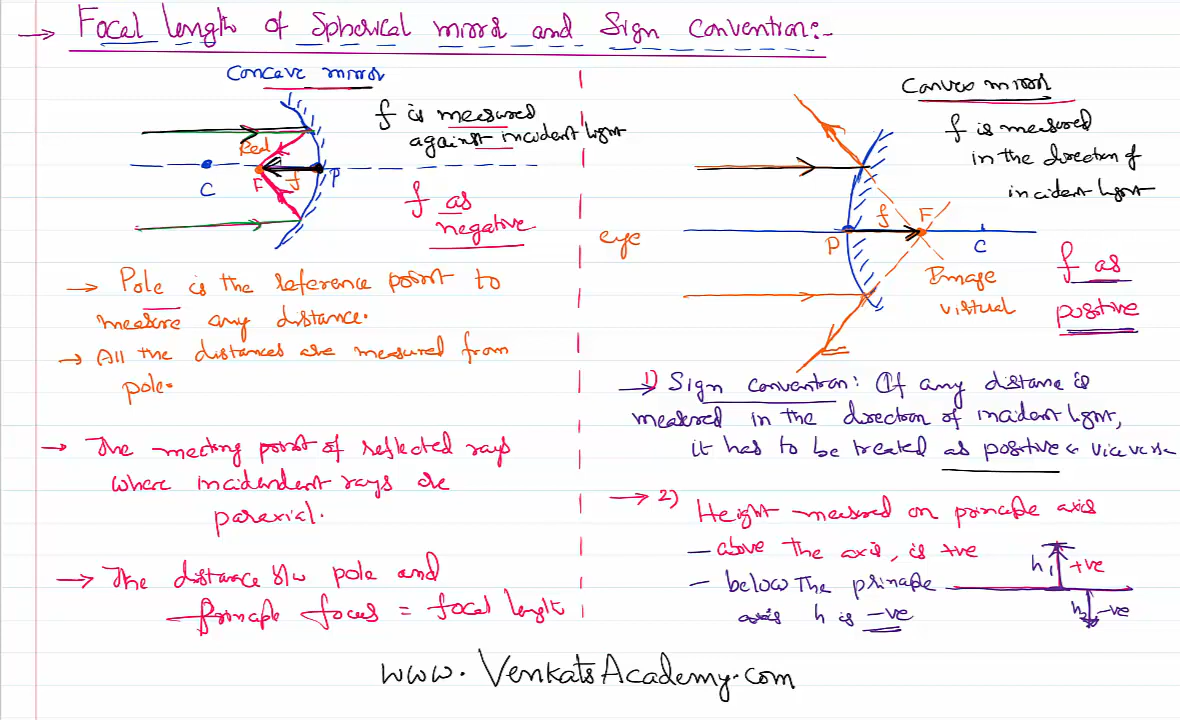 → Focal length of Spherical mirror and Sign Convention:-
Concave mirror
f is measured
against incident light
Real
C
F
f
P
f as
negative
→ Pole is the reference point to
measure any distance.
→ All the distances are measured from
pole.
→ The meeting point of reflected rays
where incidendent rays are
paraxial.
→ The distance b/w pole and
Principle focus = focal length
Convex mirror
f is measured
in the direction of
incident light
eye
P
f
F
C
Image
virtual
f as
positive
→ 1) Sign convention: If any distance is
measured in the direction of incident light,
it has to be treated as positive & vice verse
→ 2) Height measured on principle axis
- above the axis, is +ve
- below the principle
axis h is -ve
h₁ +ve
h₂ -ve
www.VenkatsAcademy.com